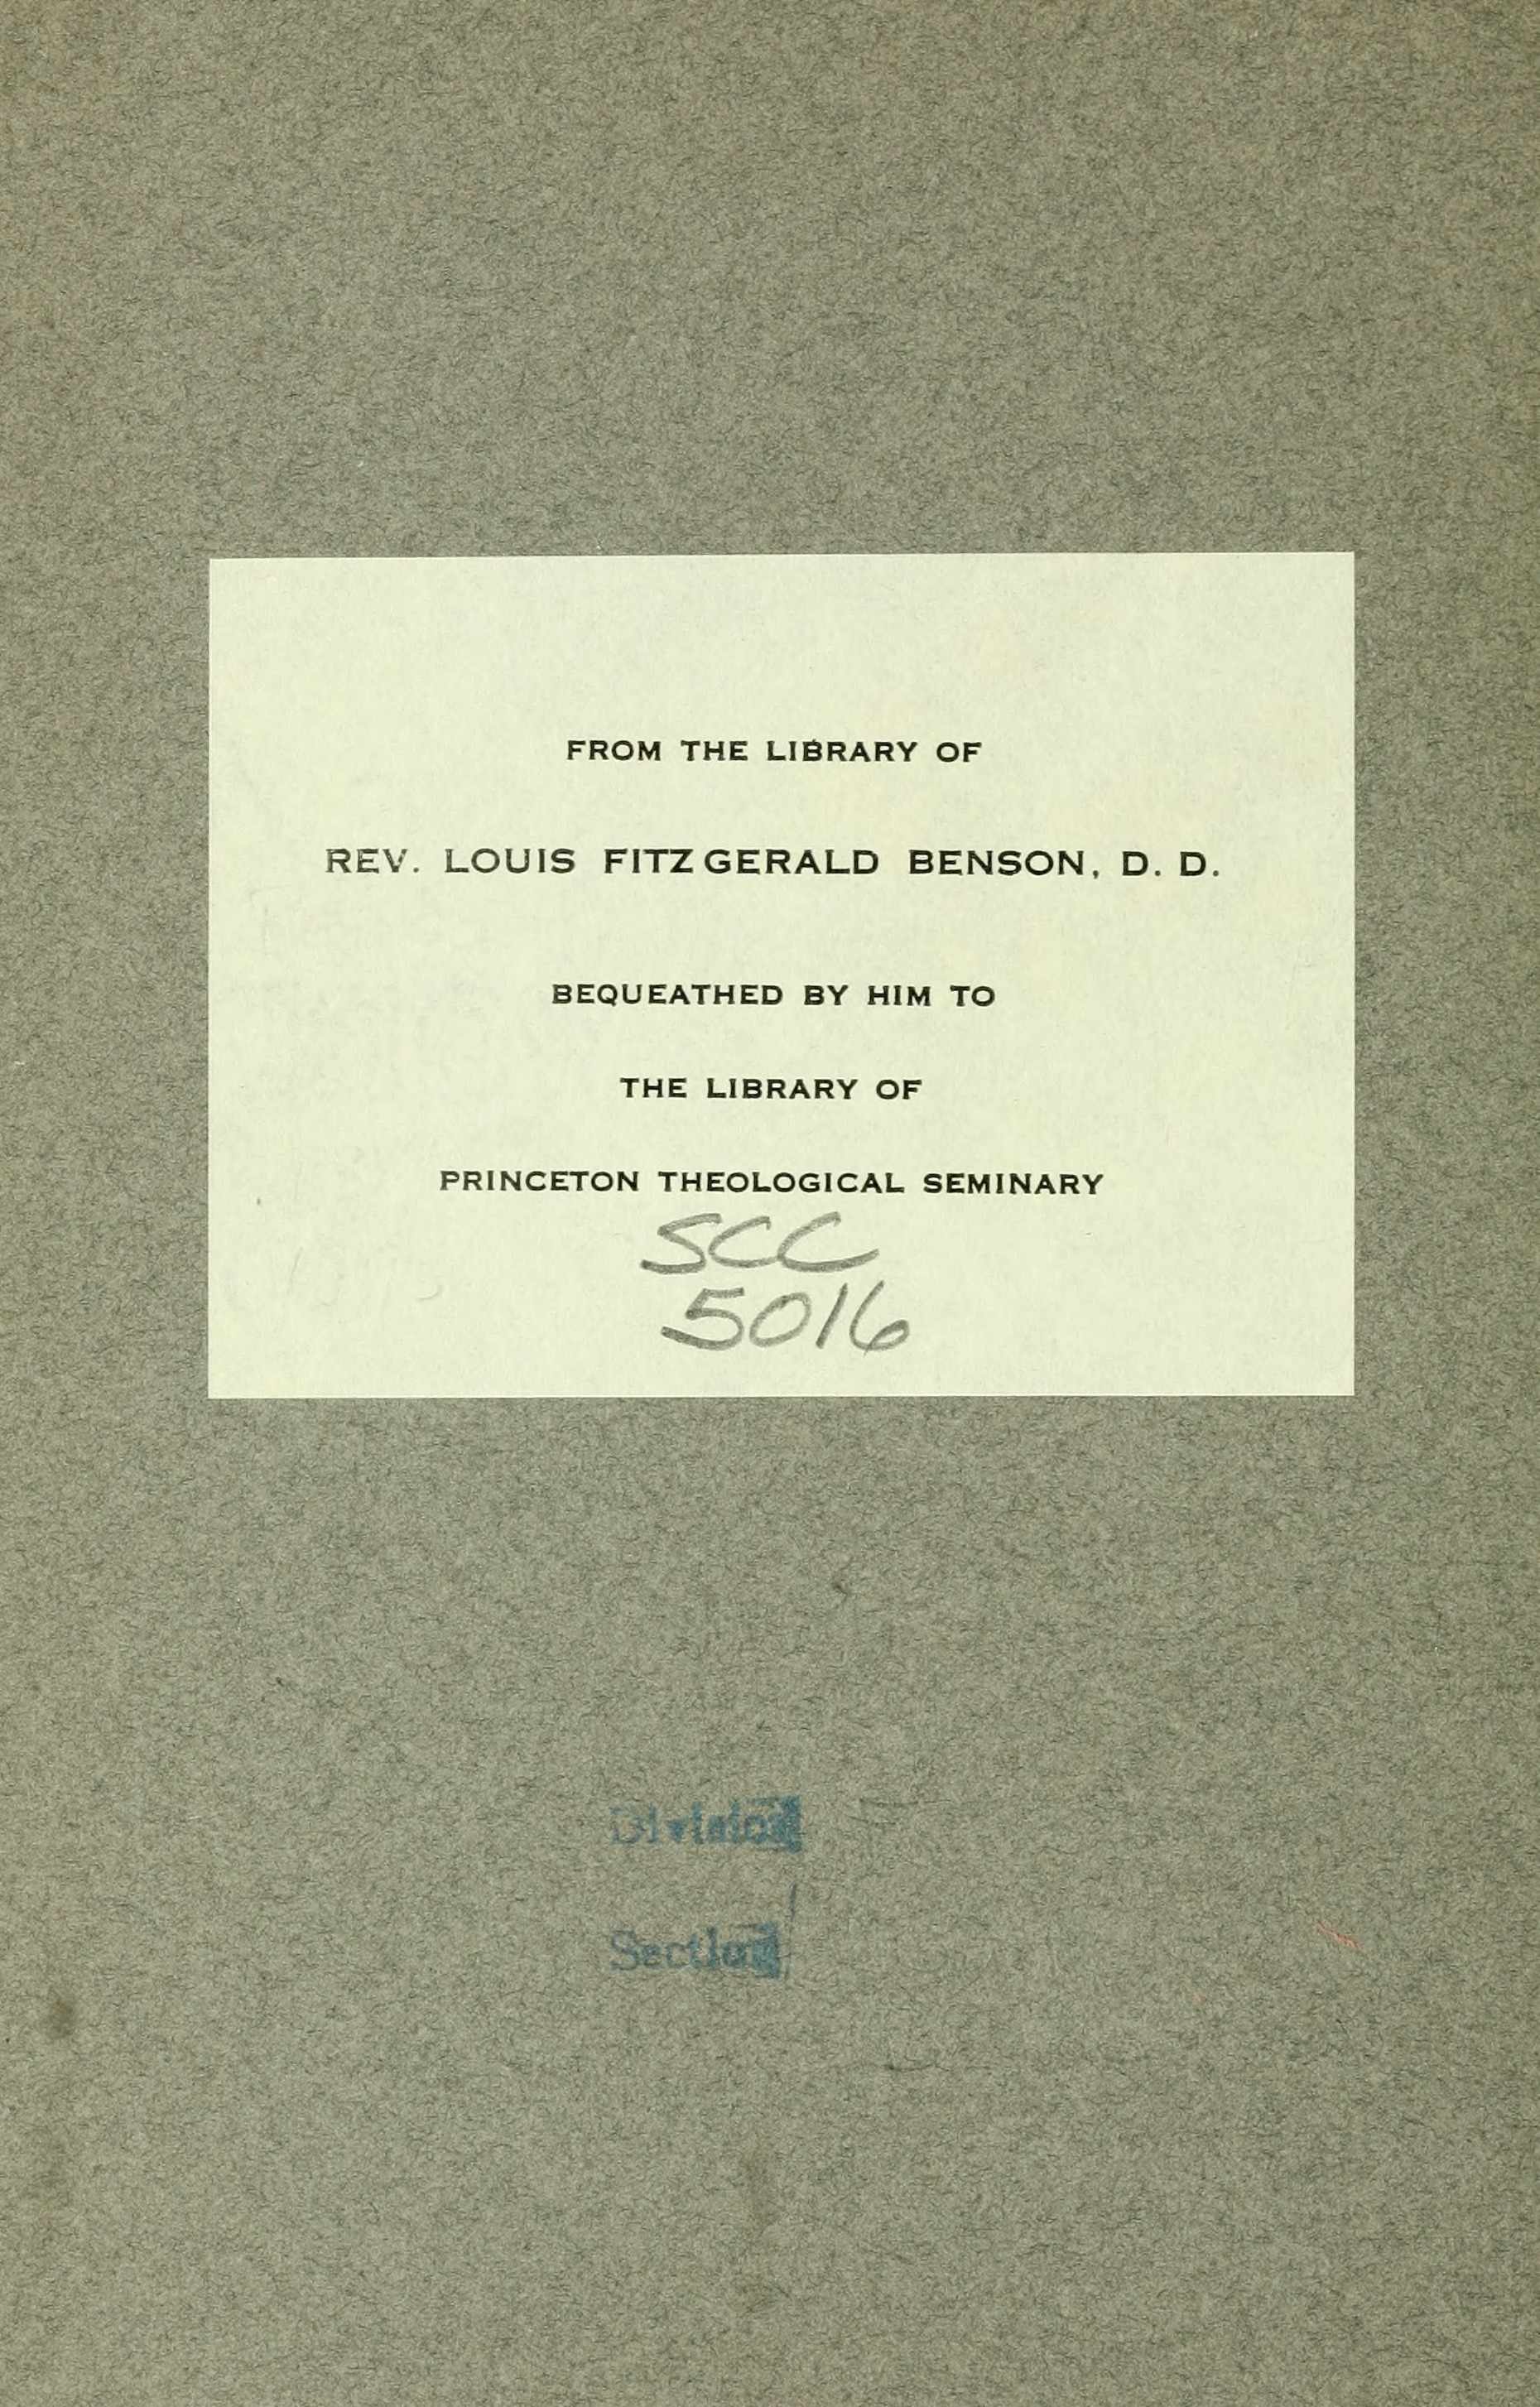 FROM THE LIBRARY OF
REV. LOUIS FITZGERALD BENSON, D. D.
BEQUEATHED BY HIM TO
THE LIBRARY OF
PRINCETON THEOLOGICAL SEMINARY
SCC
5016
Division
Section